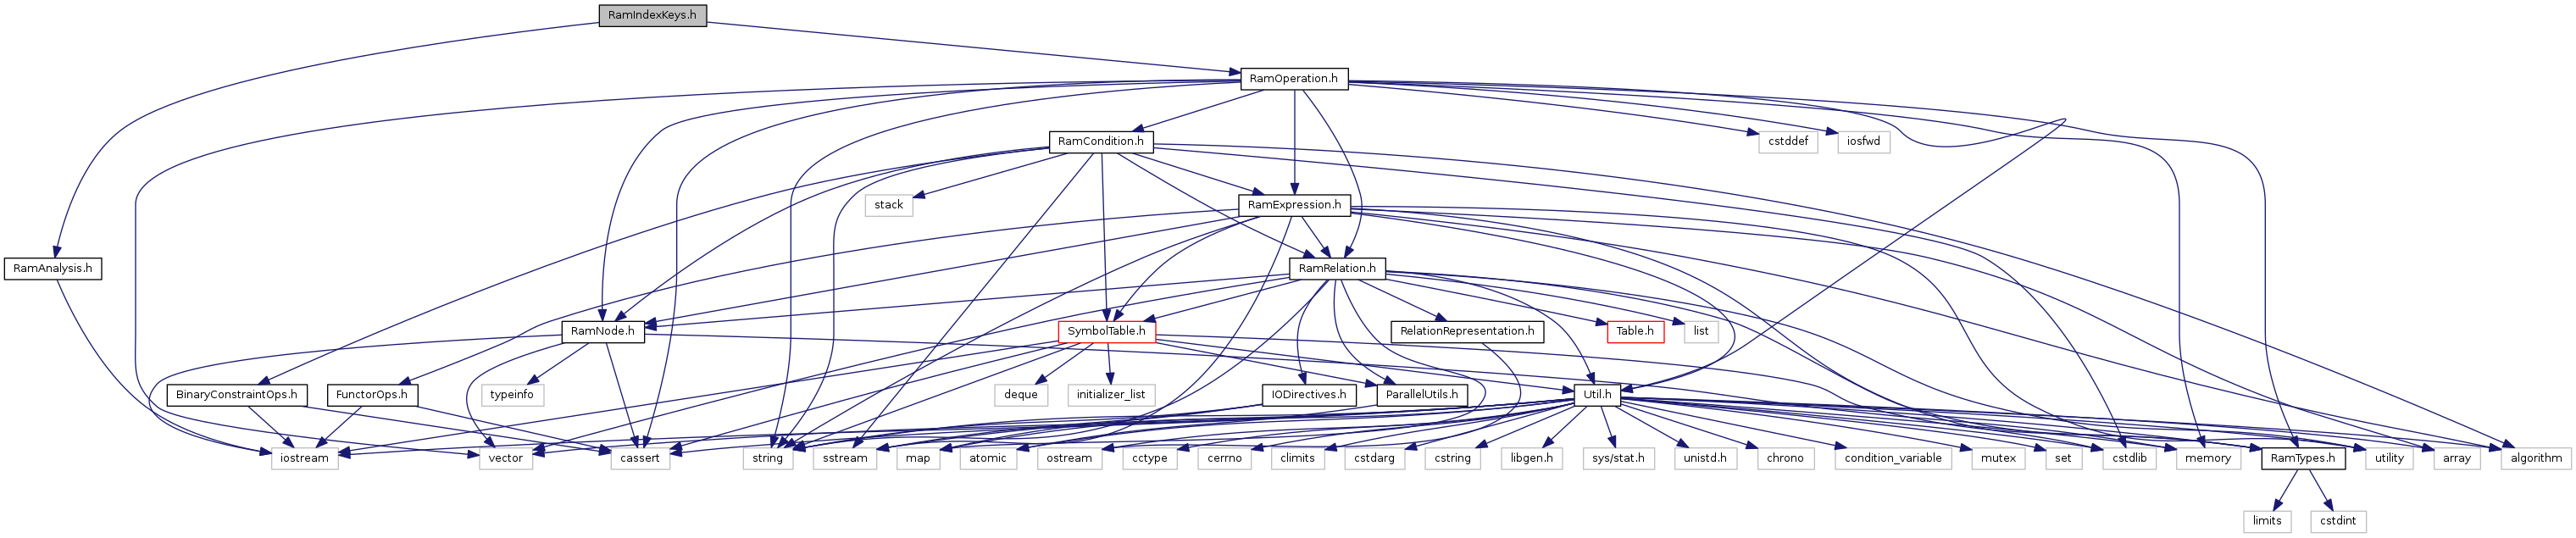 RamIndexKeys.h
RamOperation.h
RamCondition.h
cstddef
iosfwd
stack
RamExpression.h
RamAnalysis.h
RamRelation.h
RamNode.h
SymbolTable.h
RelationRepresentation.h
Table.h
list
BinaryConstraintOps.h
FunctorOps.h
typeinfo
deque
initializer_list
IODirectives.h
ParallelUtils.h
Util.h
iostream
vector
cassert
string
sstream
map
atomic
ostream
cctype
cerrno
climits
cstdarg
cstring
libgen.h
sys/stat.h
unistd.h
chrono
condition_variable
mutex
set
cstdlib
memory
RamTypes.h
utility
array
algorithm
limits
cstdint